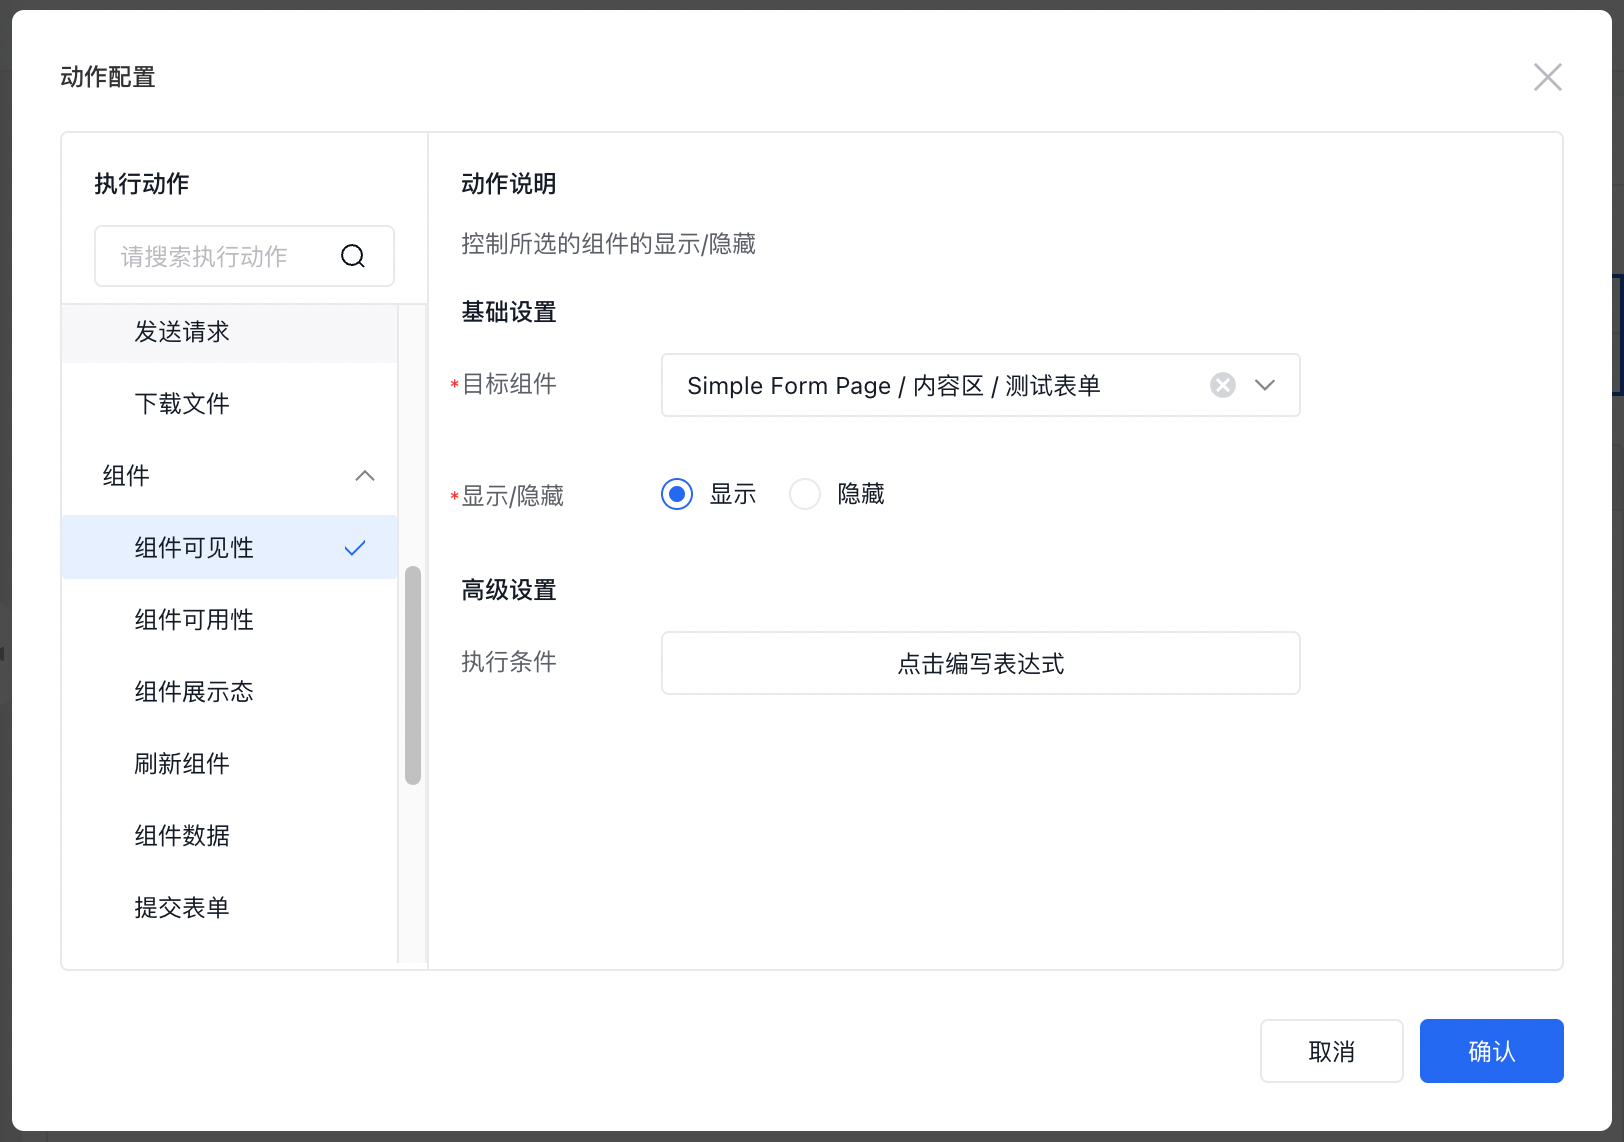 动作配置
执行动作
请搜索执行动作
发送请求
下载文件
组件
组件可见性
组件可用性
组件展示态
刷新组件
组件数据
提交表单
动作说明
控制所选的组件的显示/隐藏
基础设置
*目标组件
Simple Form Page / 内容区 / 测试表单
*显示/隐藏
显示 隐藏
高级设置
执行条件
点击编写表达式
取消 确认